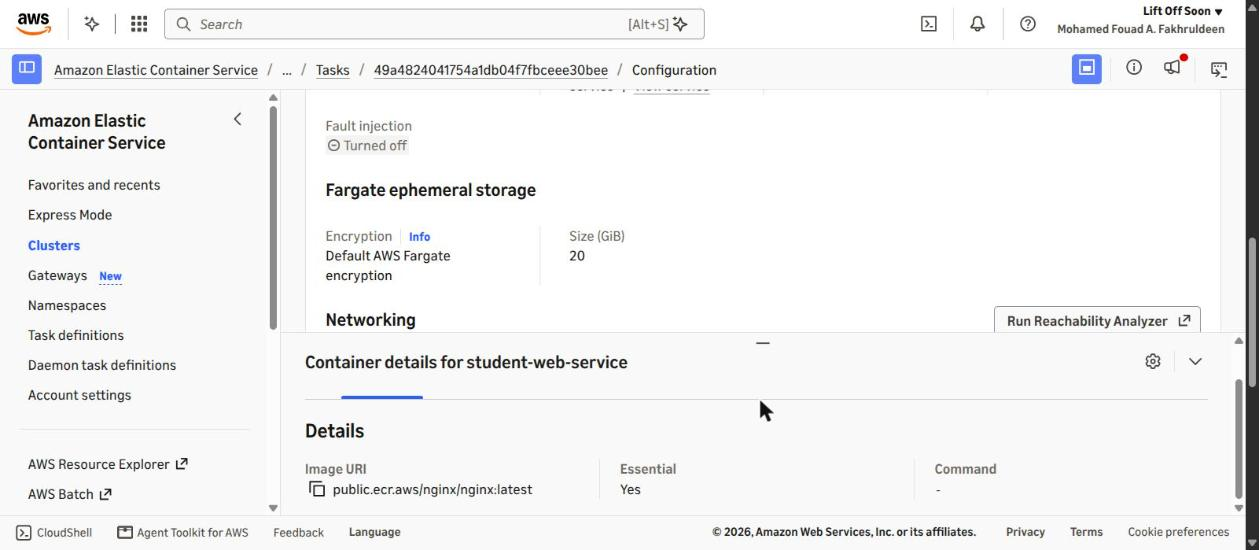 aws
Search [Alt+S]
Lift Off Soon ▼
Mohamed Fouad A. Fakhruldeen
Amazon Elastic Container Service / ... / Tasks / 49a4824041754a1db04f7fbceee30bee / Configuration
Amazon Elastic
Container Service
Favorites and recents
Express Mode
Clusters
Gateways New
Namespaces
Task definitions
Daemon task definitions
Account settings
AWS Resource Explorer
AWS Batch
Fault injection
Turned off
Fargate ephemeral storage
Encryption Info
Default AWS Fargate
encryption
Size (GiB)
20
Networking
Run Reachability Analyzer
Container details for student-web-service
Details
Image URI
public.ecr.aws/nginx/nginx:latest
Essential
Yes
Command
-
CloudShell Agent Toolkit for AWS Feedback Language © 2026, Amazon Web Services, Inc. or its affiliates. Privacy Terms Cookie preferences